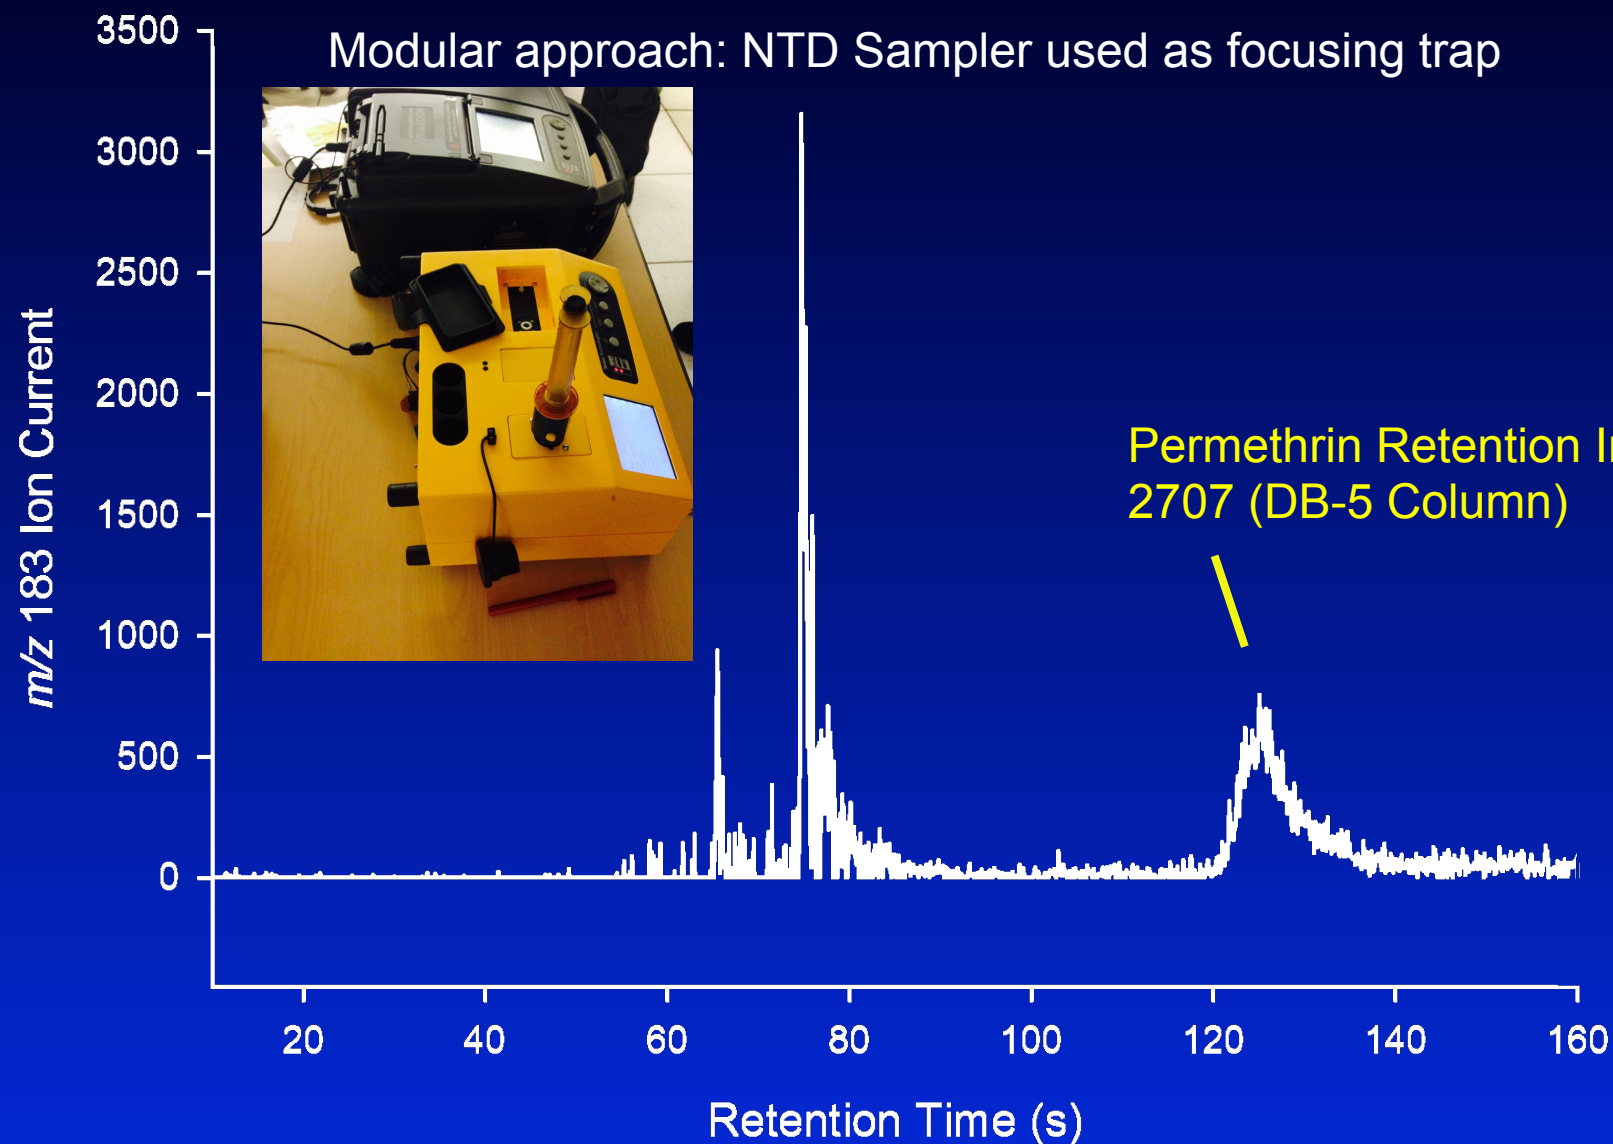 Modular approach: NTD Sampler used as focusing trap
3500
3000
2500
2000
1500
1000
500
0
m/z 183 Ion Current
Permethrin Retention
2707 (DB-5 Column)
20 40 60 80 100 120 140 160
Retention Time (s)